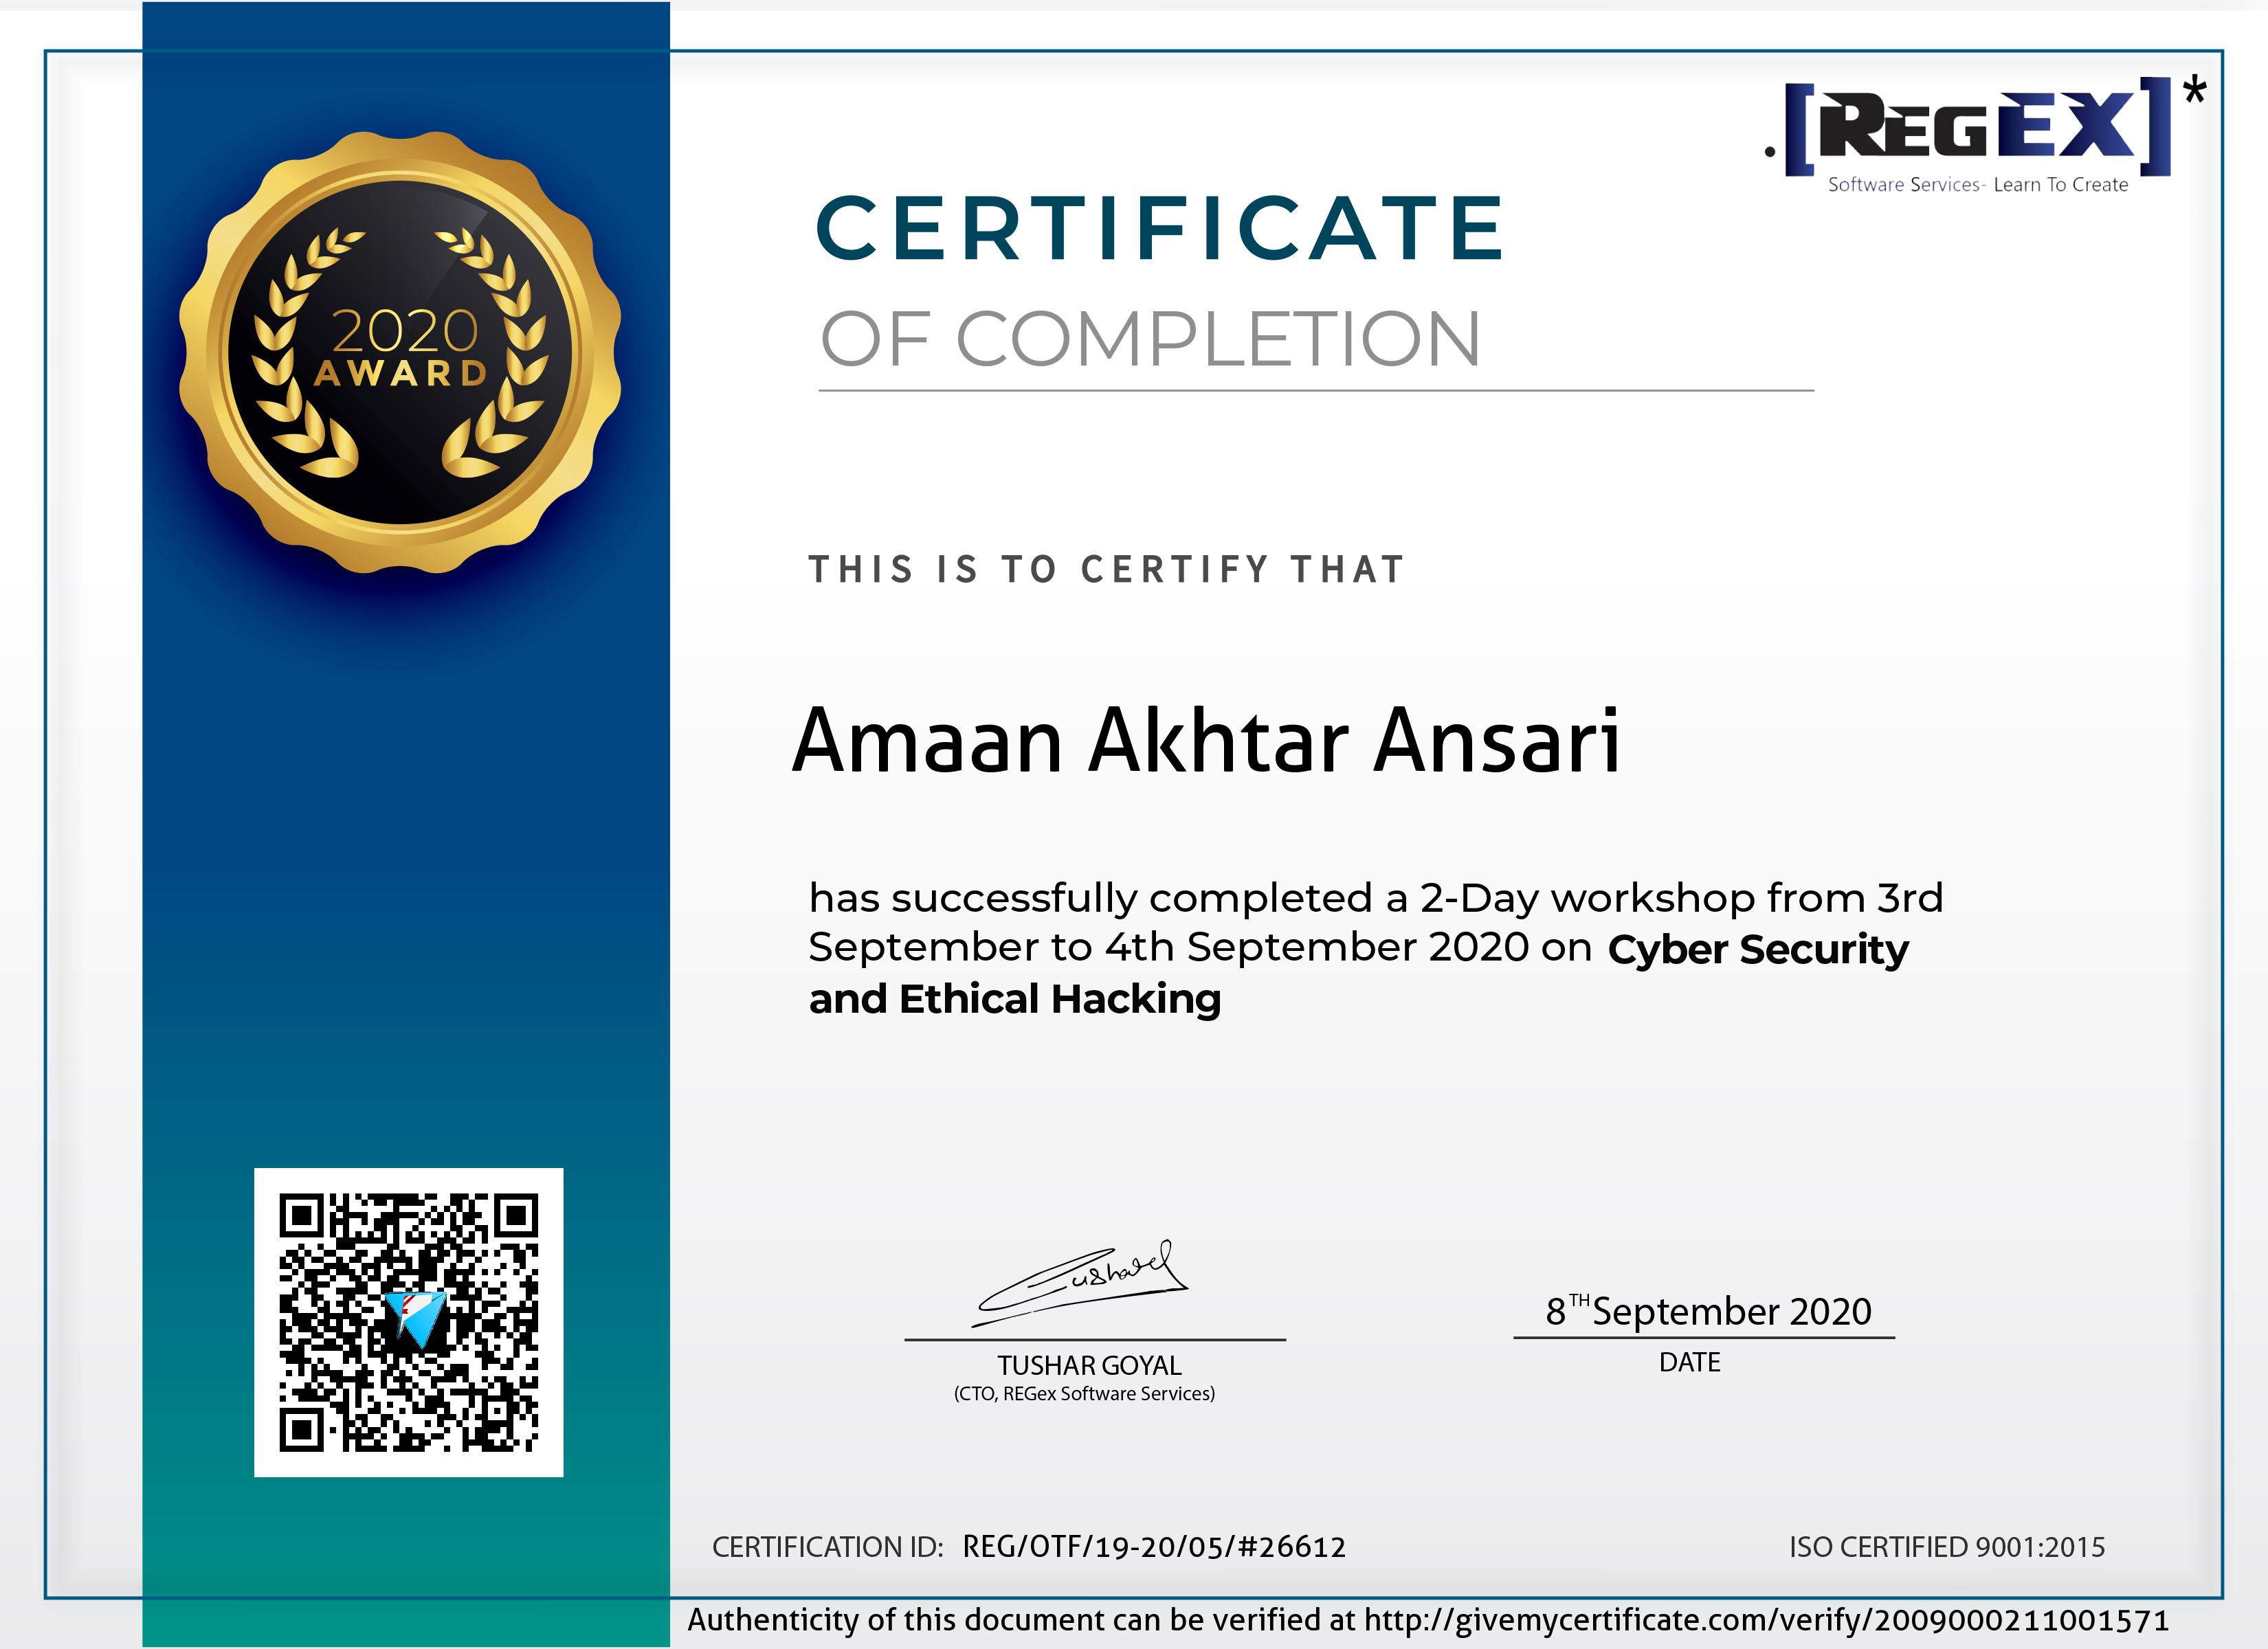 .[REGEX]*
Software Services- Learn To Create
CERTIFICATE
OF COMPLETION
2020
AWARD
THIS IS TO CERTIFY THAT
Amaan Akhtar Ansari
has successfully completed a 2-Day workshop from 3rd
September to 4th September 2020 on Cyber Security
and Ethical Hacking
Tushar
TUSHAR GOYAL
(CTO, REGex Software Services)
8TH September 2020
DATE
CERTIFICATION ID: REG/OTF/19-20/05/#26612
ISO CERTIFIED 9001:2015
Authenticity of this document can be verified at http://givemycertificate.com/verify/2009000211001571